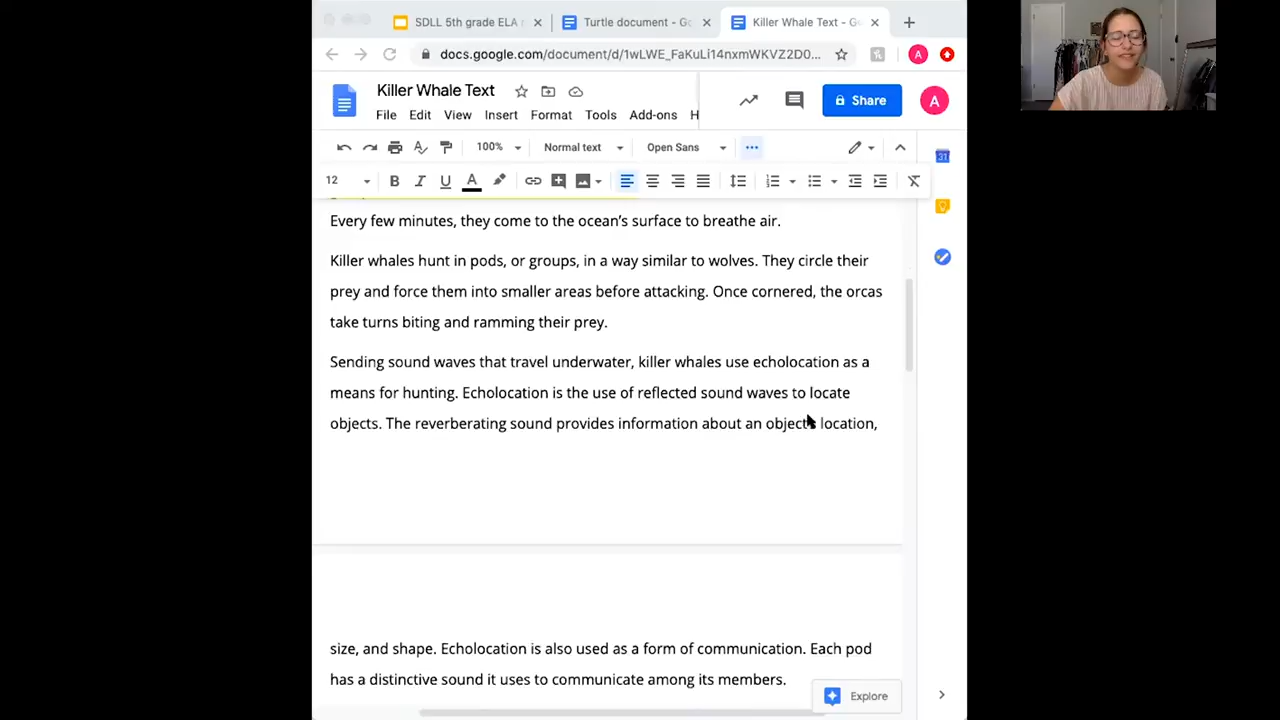 SDLL 5th grade ELA
Turtle document - Go
Killer Whale Text - Go
docs.google.com/document/d/1wLWE_FaKuLi14nxmWKVZ2D0...
A
Killer Whale Text
Share
A
File Edit View Insert Format Tools Add-ons H
100% Normal text Open Sans
12 B I U A
31
Every few minutes, they come to the ocean’s surface to breathe air.
Killer whales hunt in pods, or groups, in a way similar to wolves. They circle their
prey and force them into smaller areas before attacking. Once cornered, the orcas
take turns biting and ramming their prey.
Sending sound waves that travel underwater, killer whales use echolocation as a
means for hunting. Echolocation is the use of reflected sound waves to locate
objects. The reverberating sound provides information about an object's location,
size, and shape. Echolocation is also used as a form of communication. Each pod
has a distinctive sound it uses to communicate among its members.
Explore